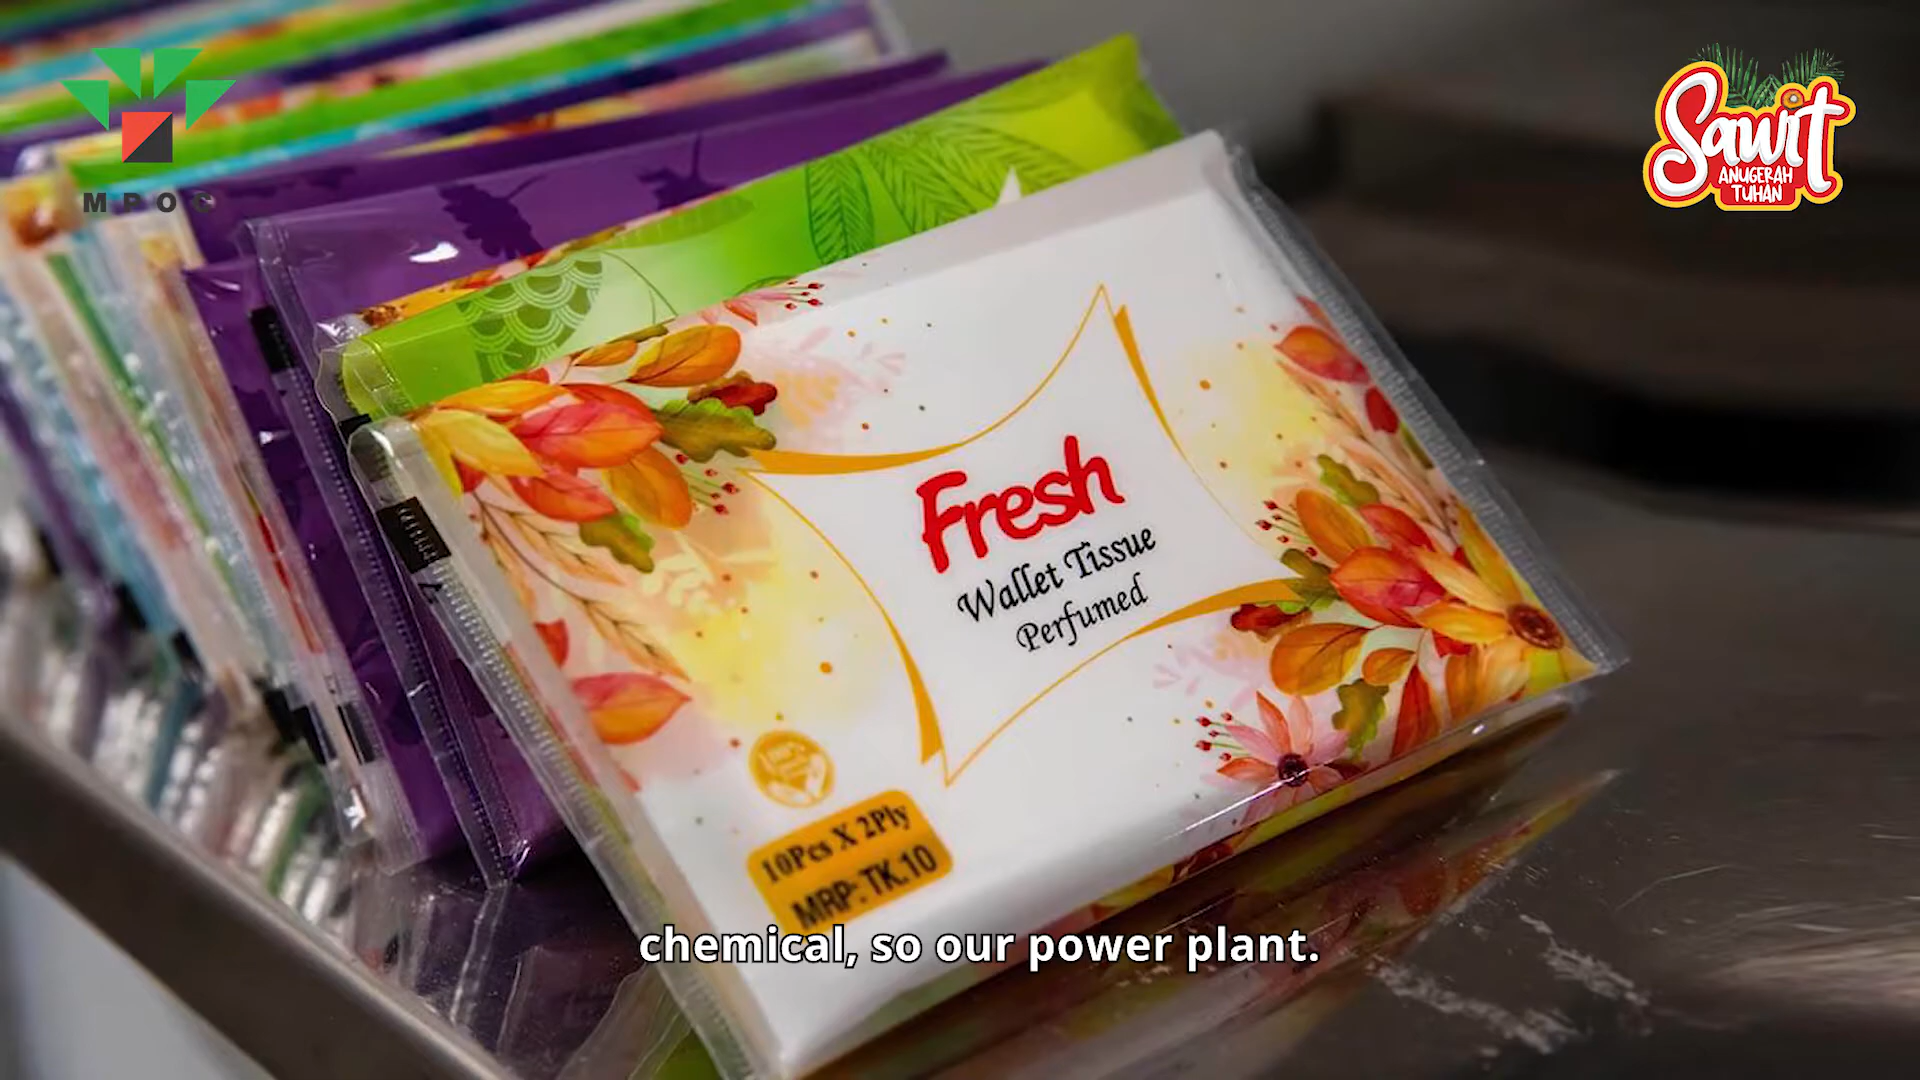 MPOC
Sawit
ANUGERAH
TUHAN
Fresh
Wallet Tissue
Perfumed
10Pcs X 2Ply
MRP: TK.10
chemical, so our power plant.